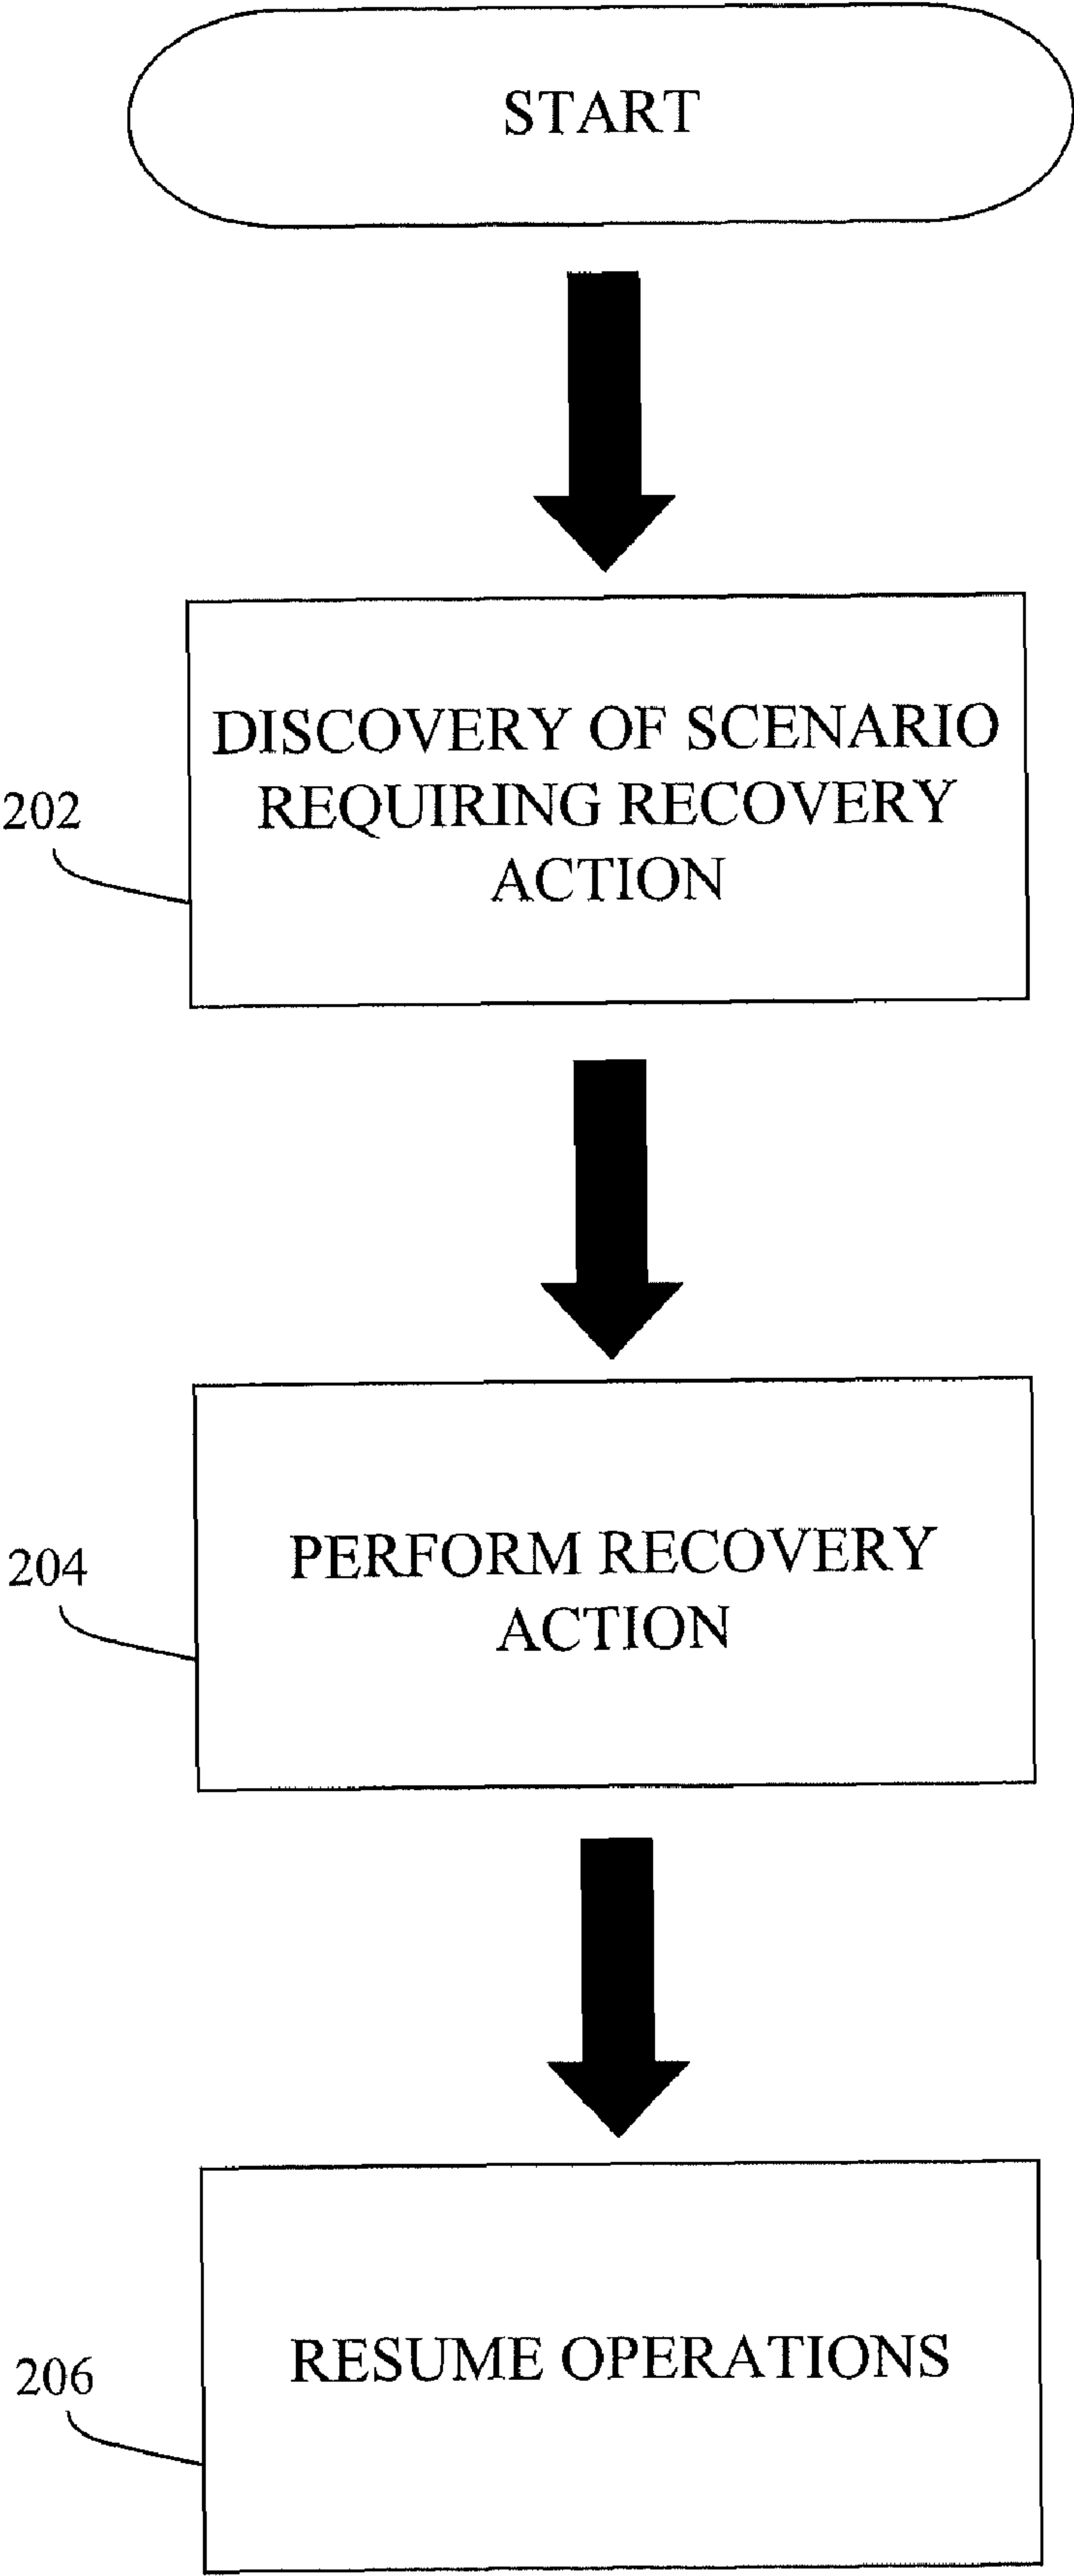 START
DISCOVERY OF SCENARIO
REQUIRING RECOVERY
ACTION
202
PERFORM RECOVERY
ACTION
204
RESUME OPERATIONS
206